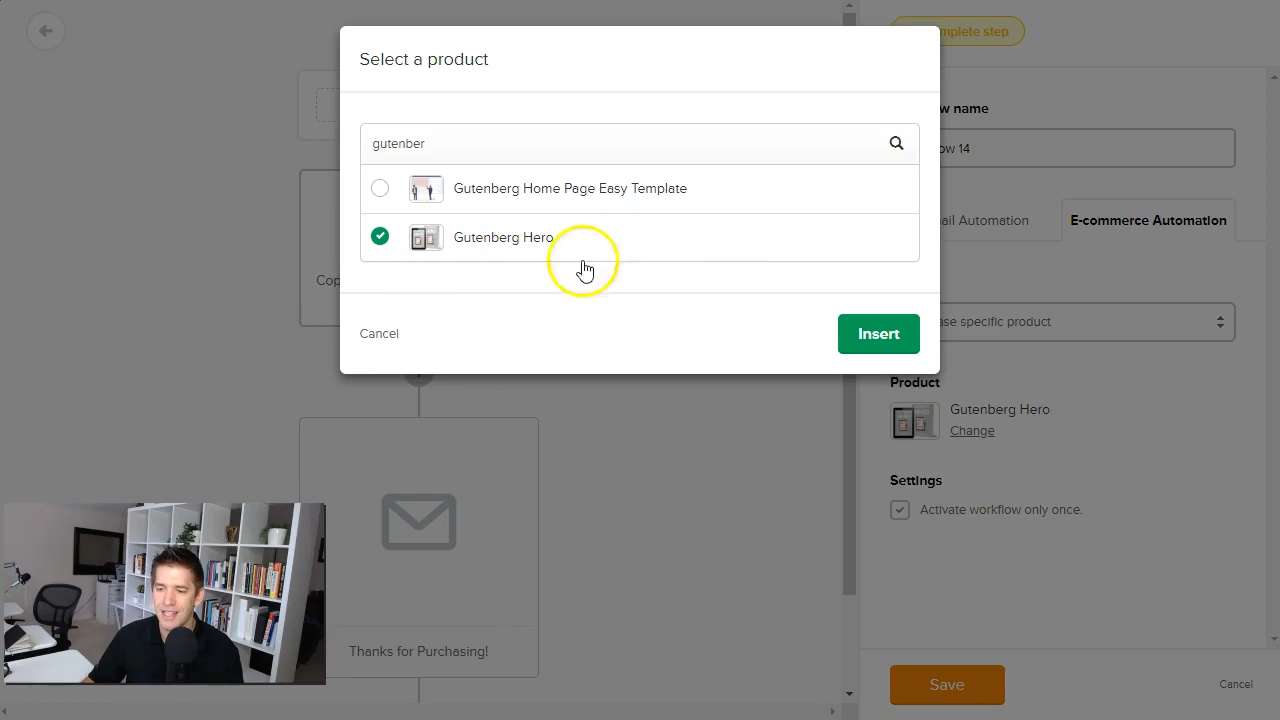 Select a product
gutenber
Gutenberg Home Page Easy Template
Gutenberg Hero
Cancel
Insert
mplete step
w name
ow 14
ail Automation
E-commerce Automation
ase specific product
Product
Gutenberg Hero
Change
Settings
Activate workflow only once.
Cop
Thanks for Purchasing!
Save
Cancel